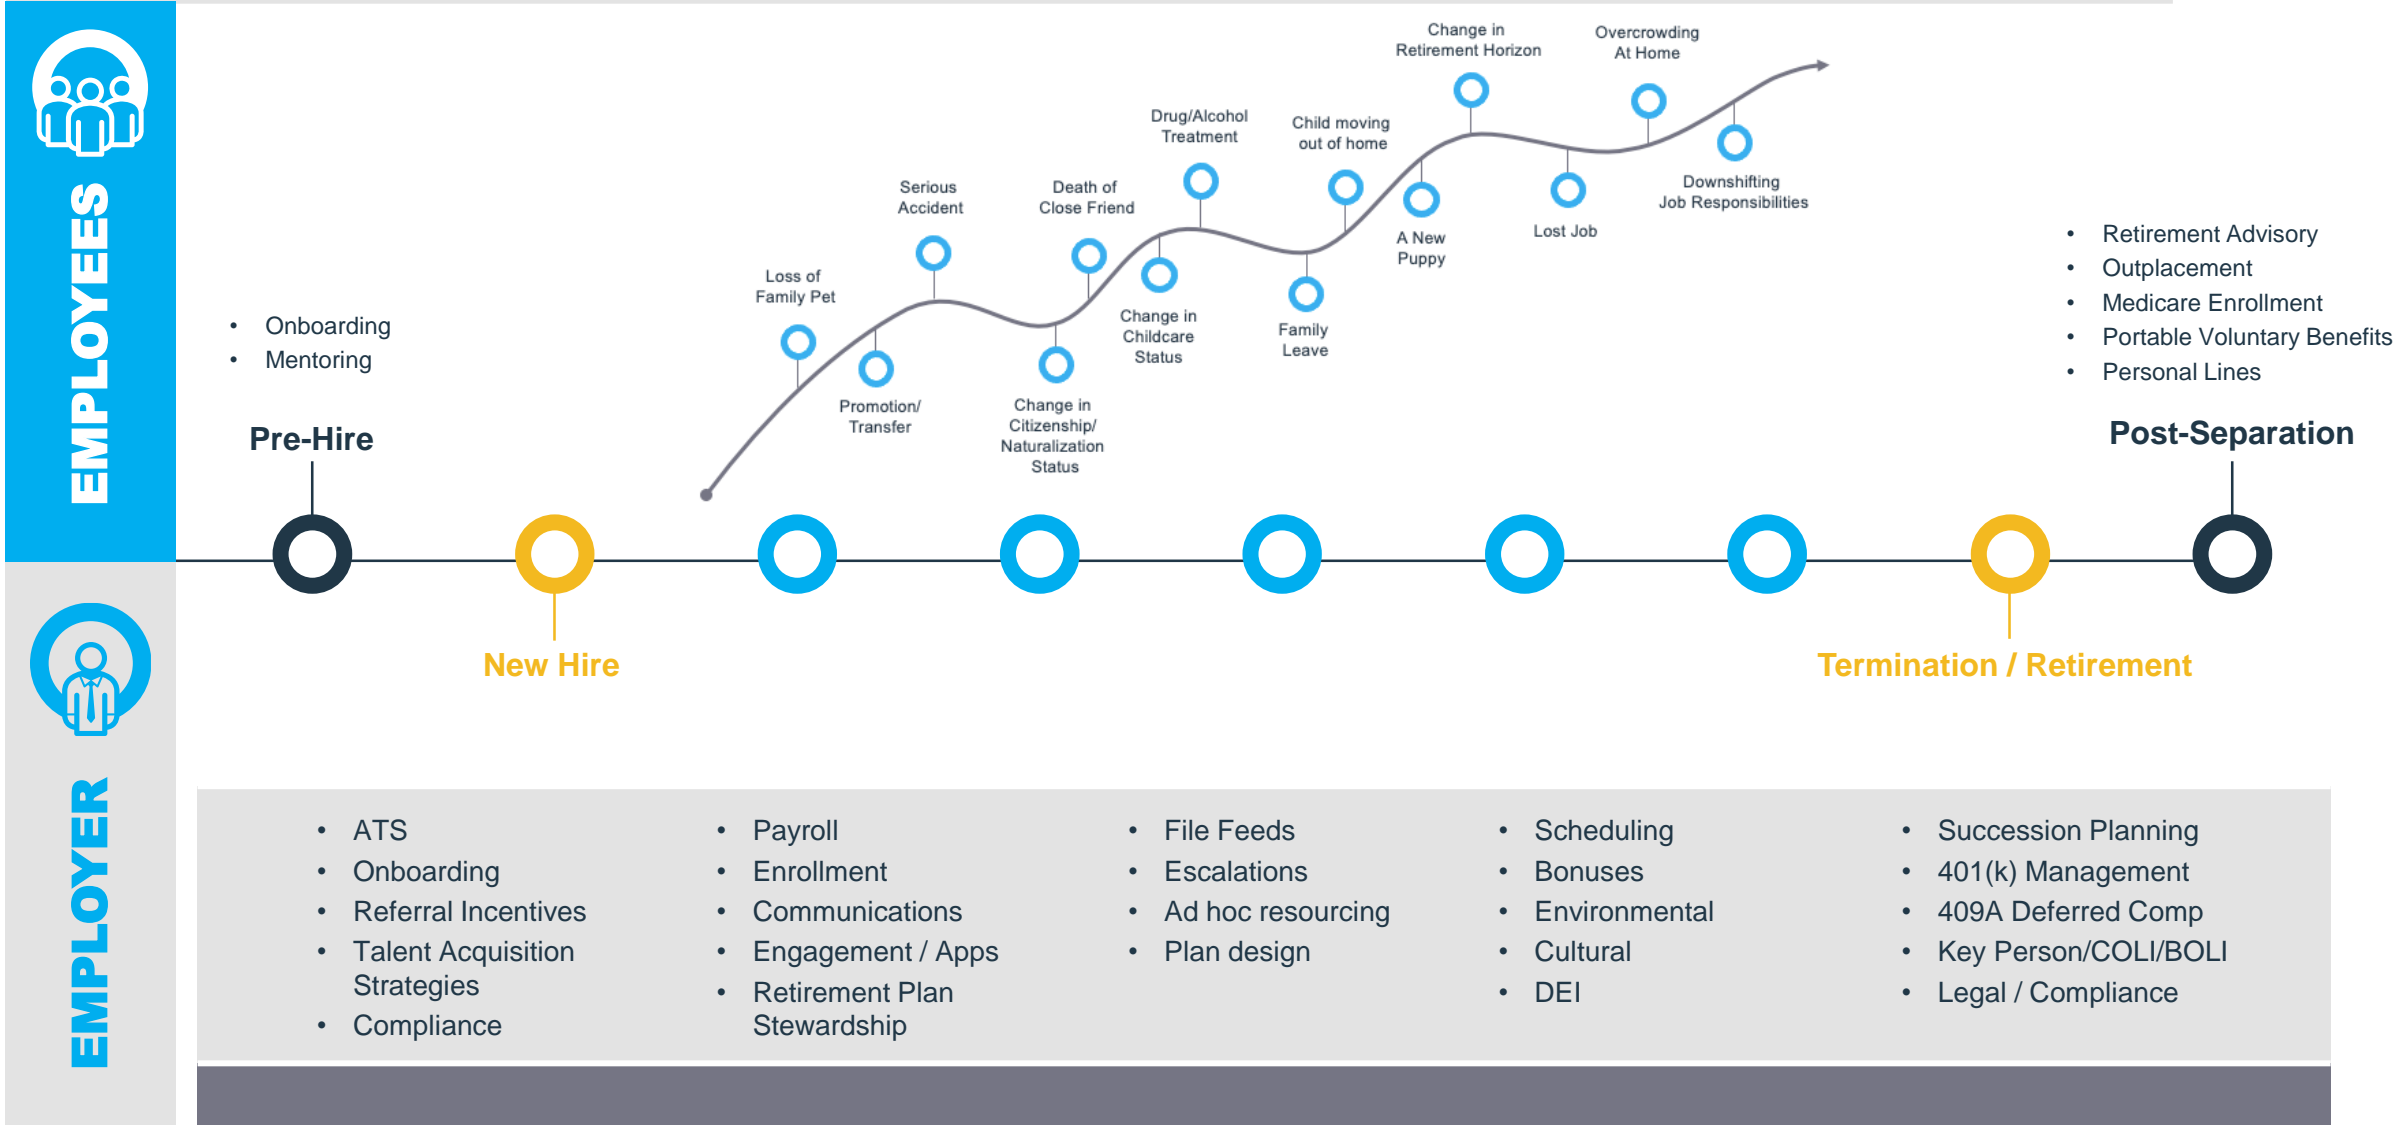 EMPLOYEES
Change in
Retirement Horizon
Overcrowding
At Home
Drug/Alcohol
Treatment
Child moving
out of home
Serious
Accident
Death of
Close Friend
Downshifting
Job Responsibilities
A New
Puppy
Lost Job
Loss of
Family Pet
Change in
Childcare
Status
Family
Leave
Promotion/
Transfer
Change in
Citizenship/
Naturalization
Status
• Onboarding
• Mentoring
Pre-Hire
• Retirement Advisory
• Outplacement
• Medicare Enrollment
• Portable Voluntary Benefits
• Personal Lines
Post-Separation
New Hire
Termination / Retirement
EMPLOYER
• ATS
• Onboarding
• Referral Incentives
• Talent Acquisition
Strategies
• Compliance
• Payroll
• Enrollment
• Communications
• Engagement / Apps
• Retirement Plan
Stewardship
• File Feeds
• Escalations
• Ad hoc resourcing
• Plan design
• Scheduling
• Bonuses
• Environmental
• Cultural
• DEI
• Succession Planning
• 401(k) Management
• 409A Deferred Comp
• Key Person/COLI/BOLI
• Legal / Compliance